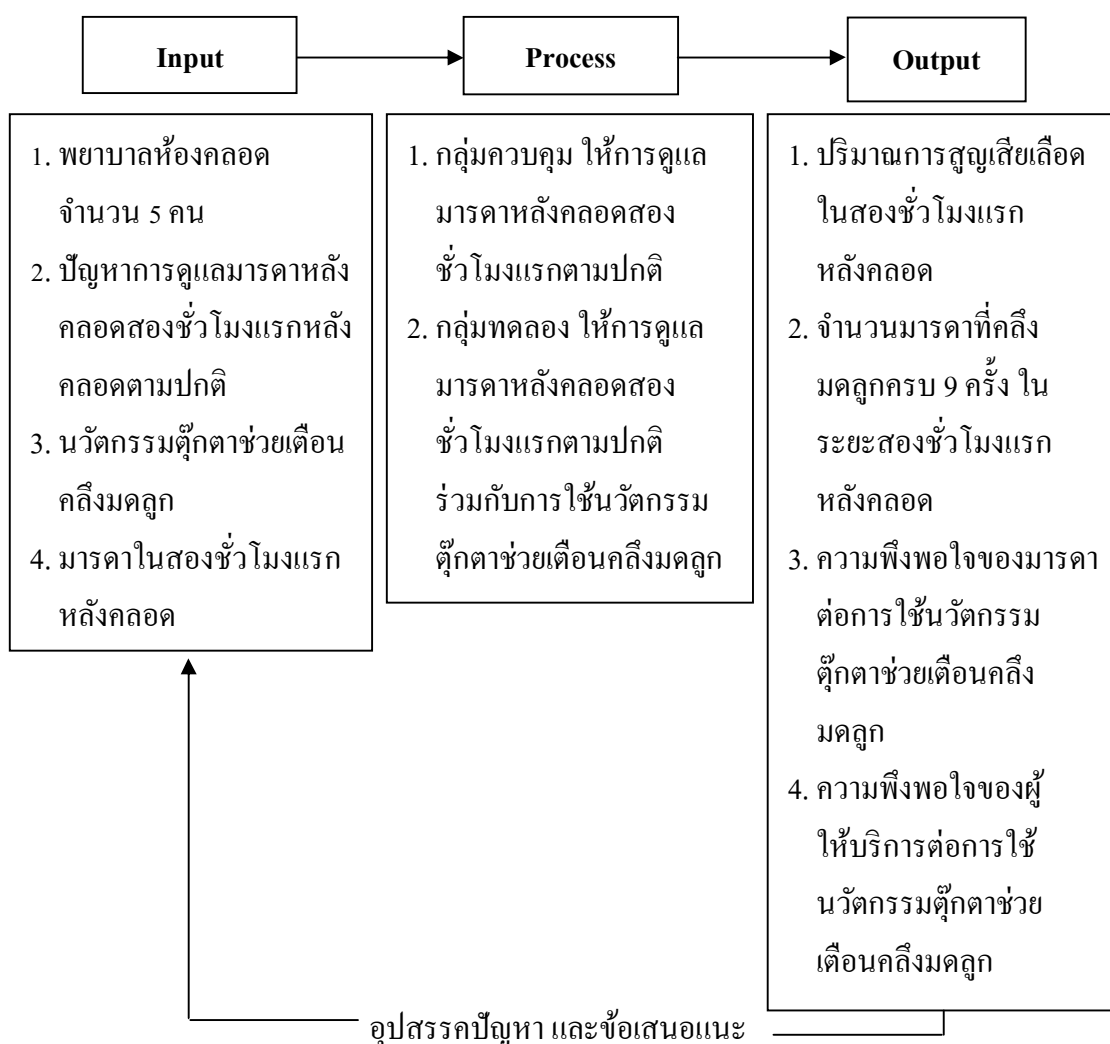 Input
Process
Output
1. พยาบาลห้องคลอด
จำนวน 5 คน
2. ปัญหาการดูแลมารดาหลัง
คลอดสองชั่วโมงแรกหลัง
คลอดตามปกติ
3. นวัตกรรมตุ๊กตาช่วยเตือน
คลึงมดลูก
4. มารดาในสองชั่วโมงแรก
หลังคลอด
1. กลุ่มควบคุม ให้การดูแล
มารดาหลังคลอดสอง
ชั่วโมงแรกตามปกติ
2. กลุ่มทดลอง ให้การดูแล
มารดาหลังคลอดสอง
ชั่วโมงแรกตามปกติ
ร่วมกับการใช้นวัตกรรม
ตุ๊กตาช่วยเตือนคลึงมดลูก
1. ปริมาณการสูญเสียเลือด
ในสองชั่วโมงแรก
หลังคลอด
2. จำนวนมารดาที่คลึง
มดลูกครบ 9 ครั้ง ใน
ระยะสองชั่วโมงแรก
หลังคลอด
3. ความพึงพอใจของมารดา
ต่อการใช้นวัตกรรม
ตุ๊กตาช่วยเตือนคลึง
มดลูก
4. ความพึงพอใจของผู้
ให้บริการต่อการใช้
นวัตกรรมตุ๊กตาช่วย
เตือนคลึงมดลูก
อุปสรรคปัญหา และข้อเสนอแนะ